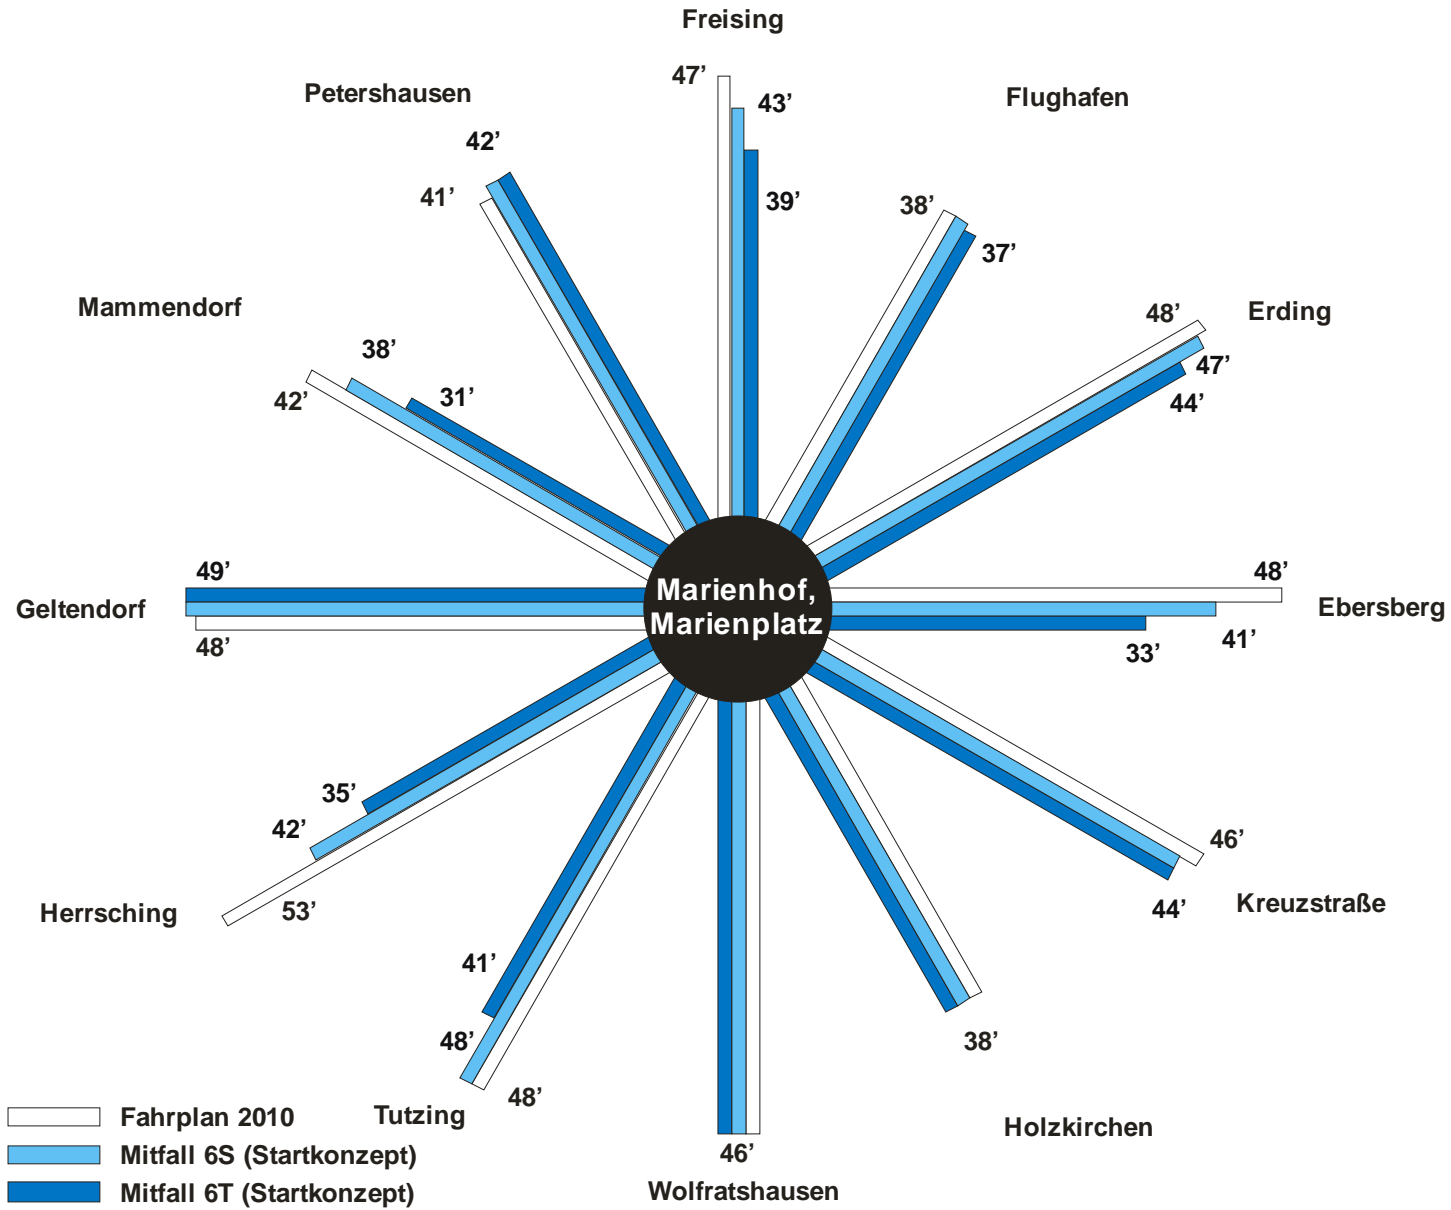 Freising
47’
43’
39’
Petershausen
42’
41’
Flughafen
38’
37’
Mammendorf
38’
42’
31’
Erding
48’
47’
44’
Geltendorf
49’
48’
Marienhof,
Marienplatz
48’
Ebersberg
41’
33’
35’
42’
Herrsching
53’
46’
Kreuzstraße
44’
41’
48’
48’
Tutzing
38’
Holzkirchen
46’
Wolfratshausen
Fahrplan 2010
Mitfall 6S (Startkonzept)
Mitfall 6T (Startkonzept)